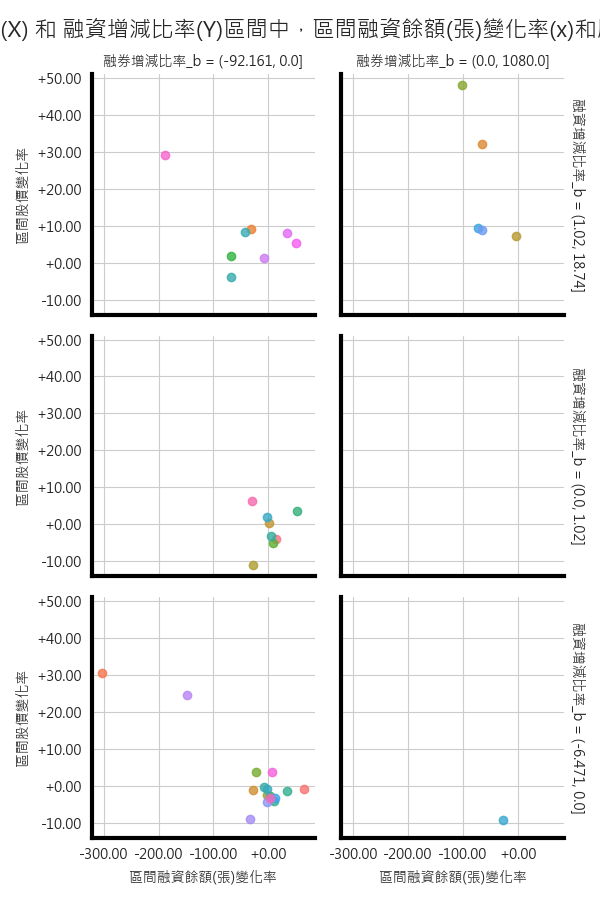 (X) 和 融資增減比率(Y)區間中，區間融資餘額(張)變化率(x)和
融券增減比率_b = (-92.161, 0.0]
融券增減比率_b = (0.0, 1080.0]
+50.00
+40.00
+30.00
+20.00
+10.00
+0.00
-10.00
區間股價變化率
融資增減比率_b = (1.02, 18.74]
+50.00
+40.00
+30.00
+20.00
+10.00
+0.00
-10.00
區間股價變化率
融資增減比率_b = (0.0, 1.02]
+50.00
+40.00
+30.00
+20.00
+10.00
+0.00
-10.00
區間股價變化率
融資增減比率_b = (-6.471, 0.0]
-300.00 -200.00 -100.00 +0.00
-300.00 -200.00 -100.00 +0.00
區間融資餘額(張)變化率
區間融資餘額(張)變化率